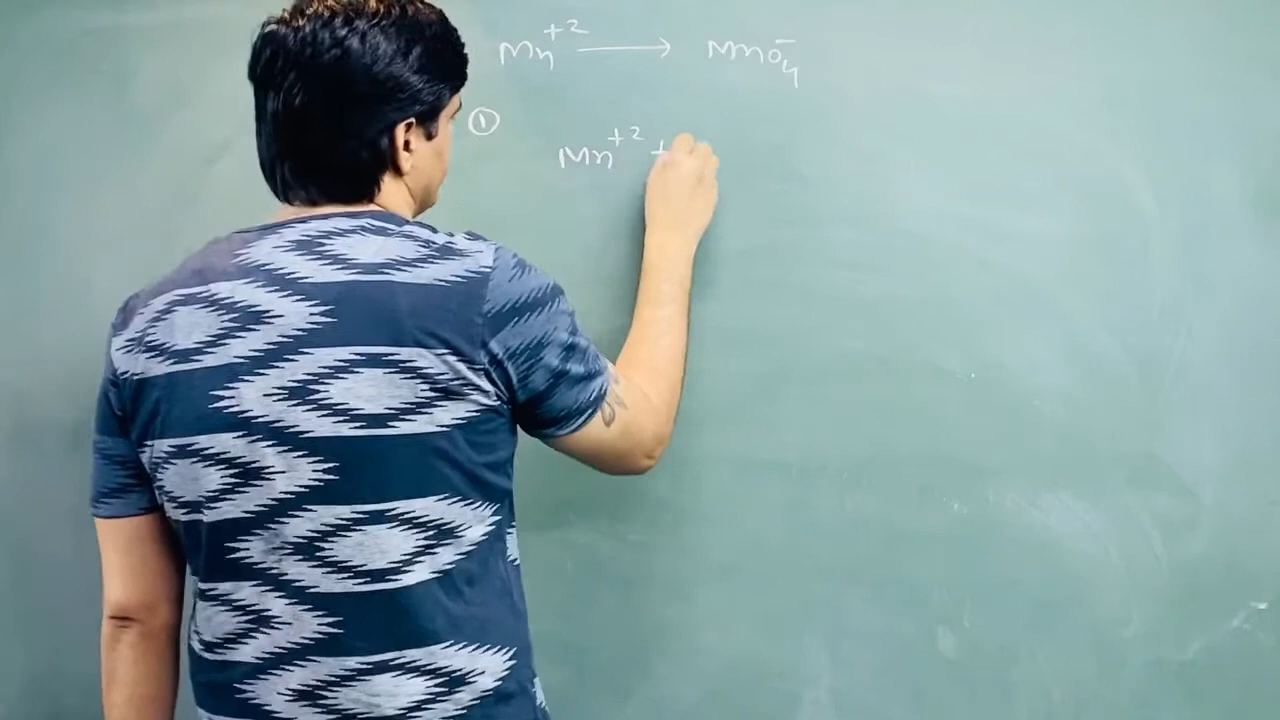 Mn⁺² ⟶ MnO₄⁻
① Mn⁺² +